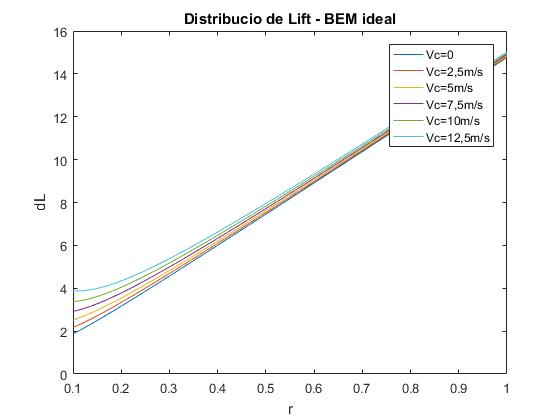 Distribucio de Lift - BEM ideal
16
14
12
10
8
6
4
2
0
dL
Vc=0
Vc=2,5m/s
Vc=5m/s
Vc=7,5m/s
Vc=10m/s
Vc=12,5m/s
0.1 0.2 0.3 0.4 0.5 0.6 0.7 0.8 0.9 1
r